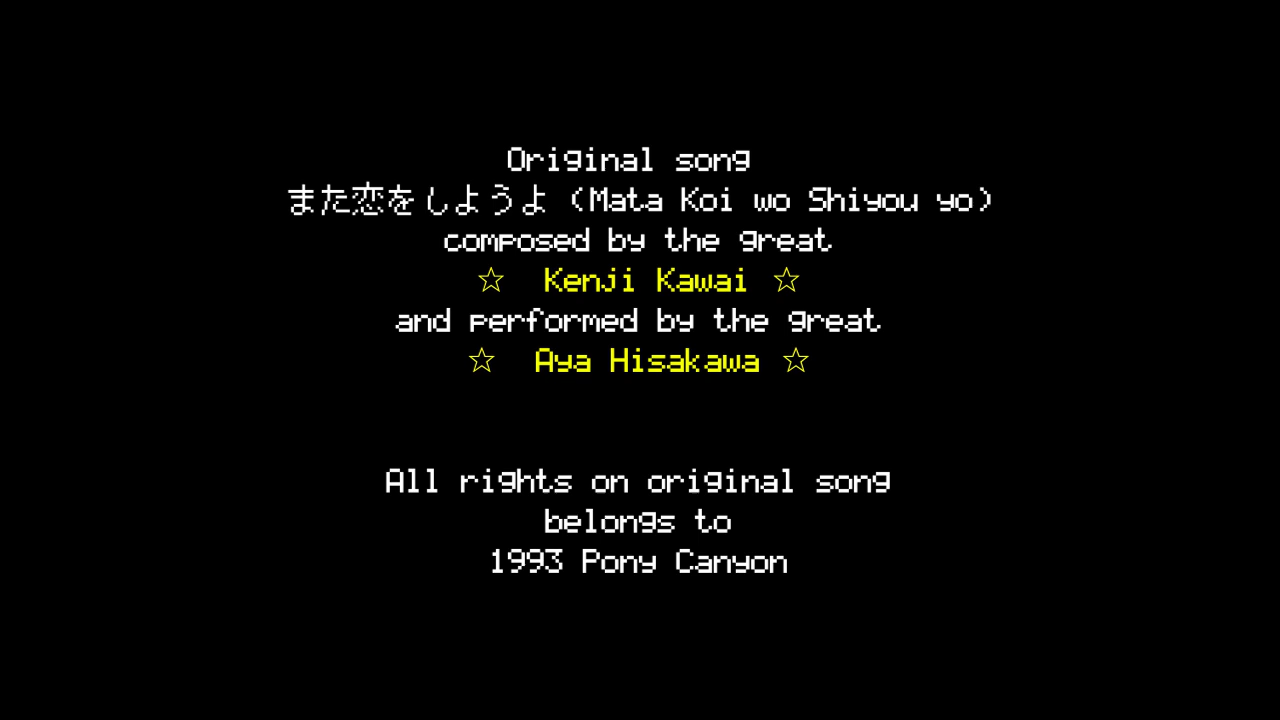 Original song
また恋をしようよ (Mata Koi wo Shiyou yo)
composed by the great
☆ Kenji Kawai ☆
and performed by the great
☆ Aya Hisakawa ☆
All rights on original song
belongs to
1993 Pony Canyon